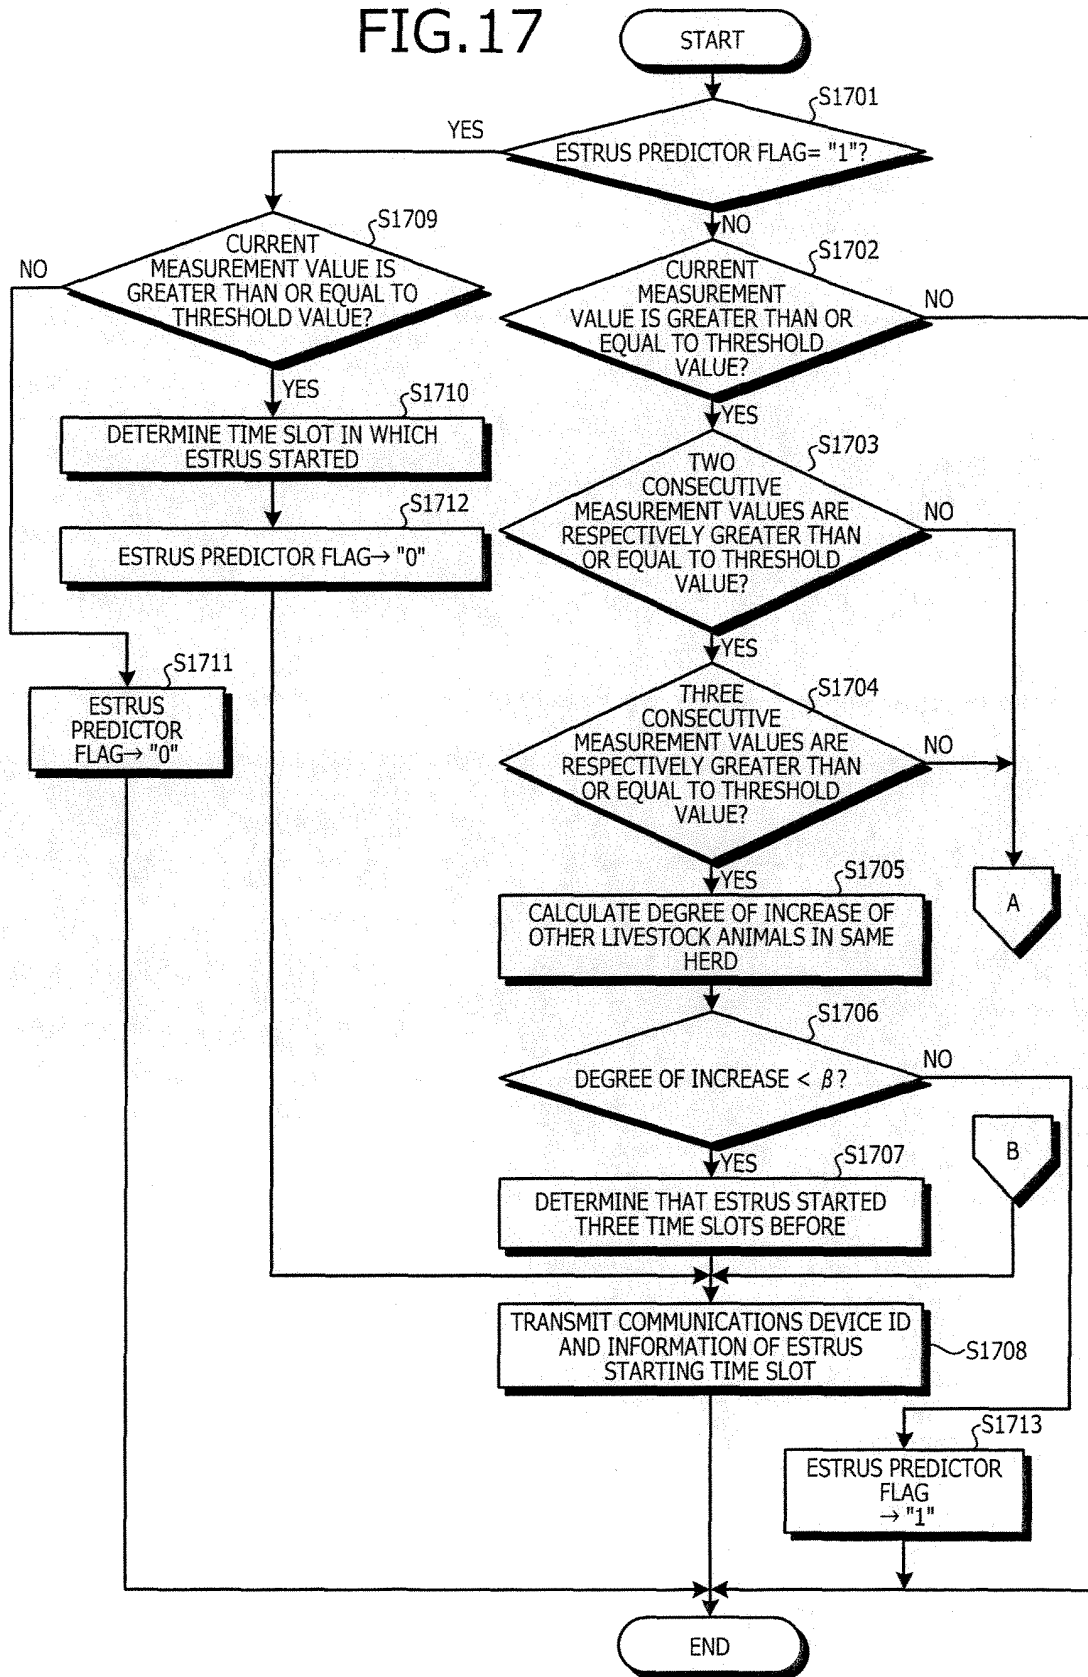 FIG.17
START
S1701
ESTRUS PREDICTOR FLAG= "1"?
YES
NO
S1709
CURRENT
MEASUREMENT VALUE IS
GREATER THAN OR EQUAL TO
THRESHOLD VALUE?
NO
YES
S1702
CURRENT
MEASUREMENT
VALUE IS GREATER THAN OR
EQUAL TO THRESHOLD
VALUE?
NO
YES
S1710
DETERMINE TIME SLOT IN WHICH
ESTRUS STARTED
S1712
ESTRUS PREDICTOR FLAG→ "0"
S1703
TWO
CONSECUTIVE
MEASUREMENT VALUES ARE
RESPECTIVELY GREATER THAN
OR EQUAL TO THRESHOLD
VALUE?
NO
YES
S1711
ESTRUS
PREDICTOR
FLAG→ "0"
S1704
THREE
CONSECUTIVE
MEASUREMENT VALUES ARE
RESPECTIVELY GREATER THAN
OR EQUAL TO THRESHOLD
VALUE?
NO
YES
A
S1705
CALCULATE DEGREE OF INCREASE OF
OTHER LIVESTOCK ANIMALS IN SAME
HERD
S1706
DEGREE OF INCREASE < β?
NO
YES
B
S1707
DETERMINE THAT ESTRUS STARTED
THREE TIME SLOTS BEFORE
TRANSMIT COMMUNICATIONS DEVICE ID
AND INFORMATION OF ESTRUS
STARTING TIME SLOT
S1708
S1713
ESTRUS PREDICTOR
FLAG
→ "1"
END